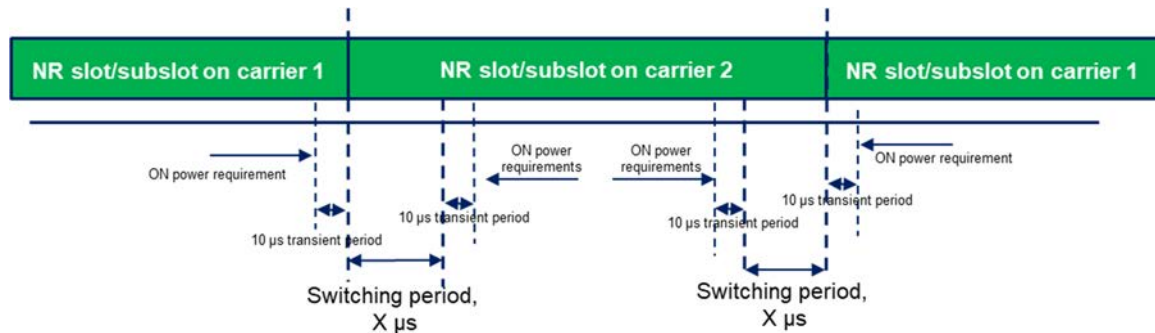 NR slot/subslot on carrier 1
NR slot/subslot on carrier 2
NR slot/subslot on carrier 1
ON power requirement
10 µs transient period
Switching period,
X µs
ON power
requirements
10 µs transient period
ON power
requirements
10 µs transient period
Switching period,
X µs
ON power requirement
10 µs transient period